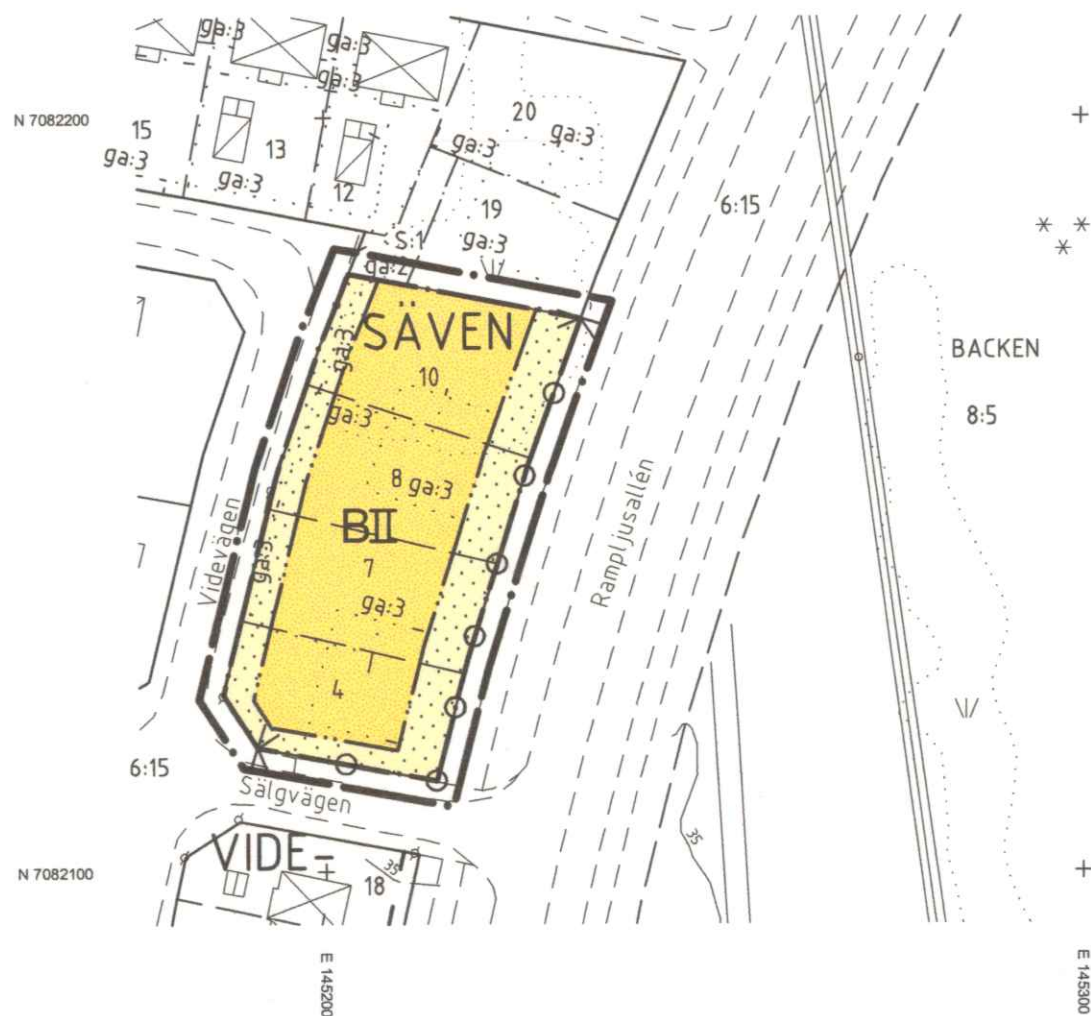 ga:3
ga:3
ga:3
N 7082200
15
ga:3
13
ga:3
12
20
ga:3
ga:3
19
ga:3
6:15
S:1
ga:2
SÄVEN
10
ga:3
ga:3
BACKEN
8:5
8 ga:3
BII
7
ga:3
ga:3
Videvägen
Rampljusallén
4
6:15
Sälgvägen
VIDE-
35
18
35
N 7082100
E 145200
E 145300